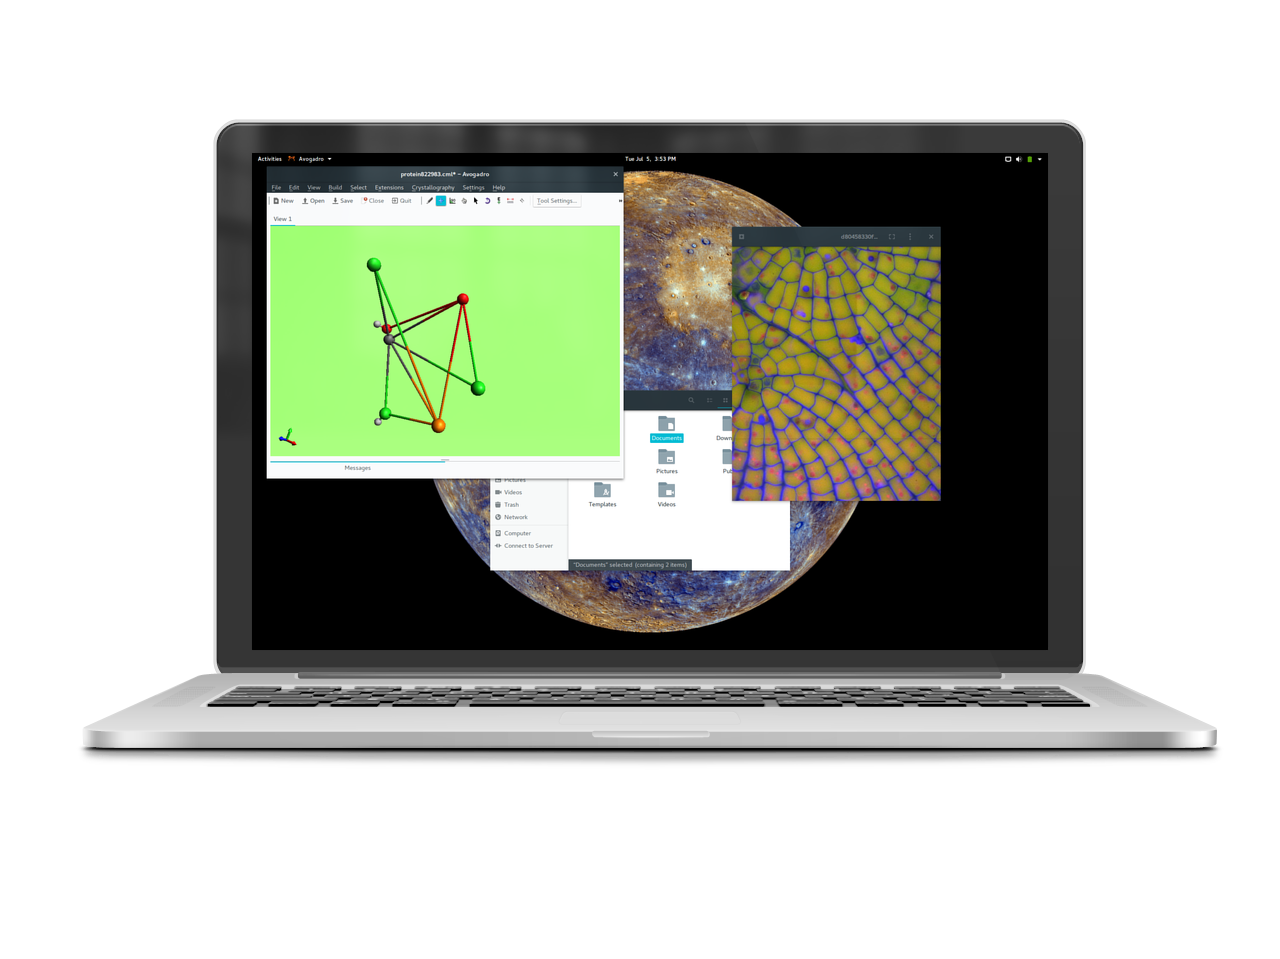 Activities Avogadro Tue Jul 5, 3:53 PM
protein822983.cml* – Avogadro
File Edit View Build Select Extensions Crystallography Settings Help
New Open Save Close Quit Tool Settings...
View 1
Messages
d80458330f...
Documents
Down
Pictures
Pub
Templates
Videos
Pictures
Videos
Trash
Network
Computer
Connect to Server
"Documents" selected (containing 2 items)